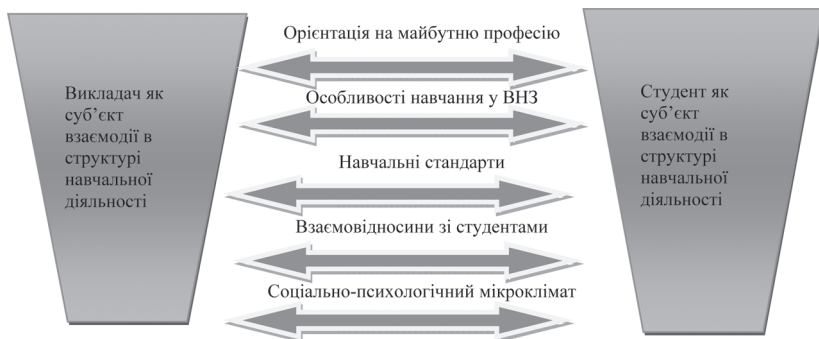 Викладач як
суб’єкт
взаємодії в
структурі
навчальної
діяльності
Орієнтація на майбутню професію
Особливості навчання у ВНЗ
Навчальні стандарти
Взаємовідносини зі студентами
Соціально-психологічний мікроклімат
Студент як
суб’єкт
взаємодії в
структурі
навчальної
діяльності